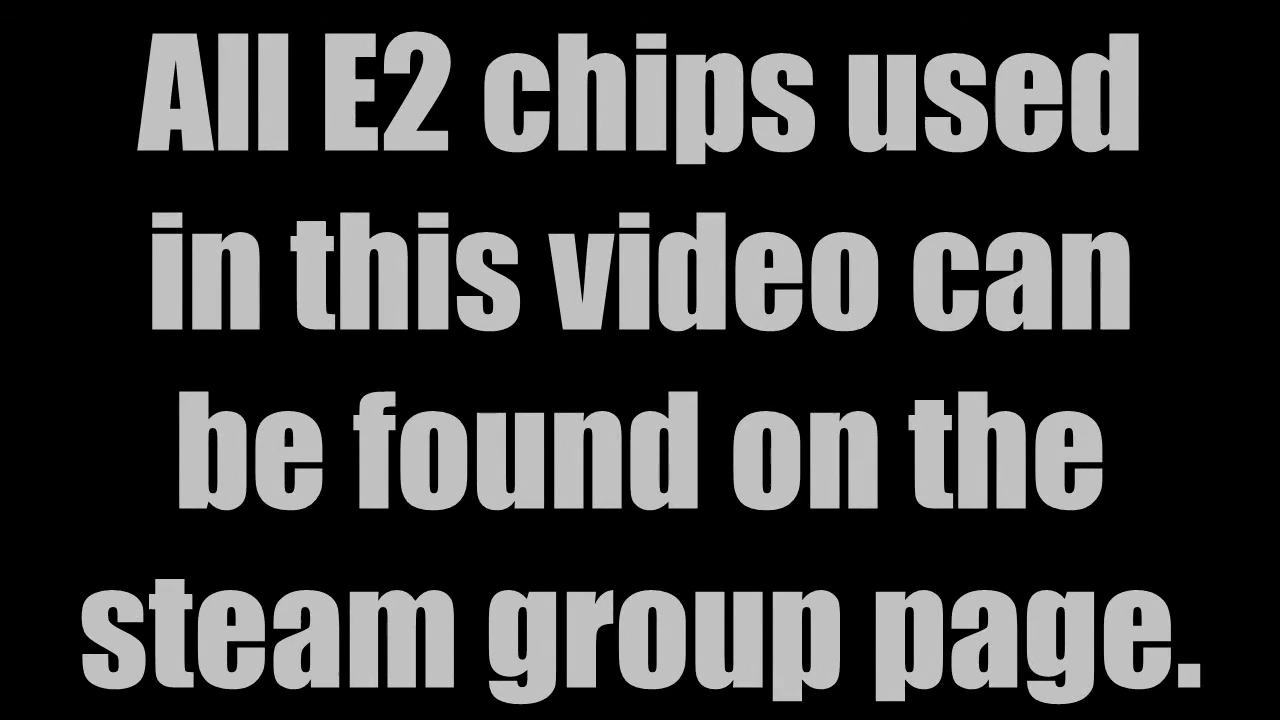 All E2 chips used
in this video can
be found on the
steam group page.